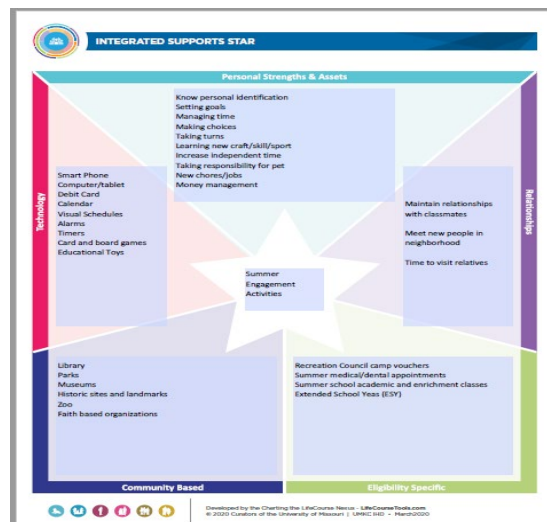 INTEGRATED SUPPORTS STAR
Personal Strengths & Assets
Know personal identification
Setting goals
Managing time
Making choices
Taking turns
Learning new craft/skill/sport
Increase independent time
Taking responsibility for pet
New chores/jobs
Money management
Technology
Smart Phone
Computer/tablet
Debit Card
Calendar
Visual Schedules
Alarms
Timers
Card and board games
Educational Toys
Relationships
Maintain relationships
with classmates
Meet new people in
neighborhood
Time to visit relatives
Summer
Engagement
Activities
Library
Parks
Museums
Historic sites and landmarks
Zoo
Faith based organizations
Community Based
Recreation Council camp vouchers
Summer medical/dental appointments
Summer school academic and enrichment classes
Extended School Yeas (ESY)
Eligibility Specific
Developed by the Charting the LifeCourse Nexus - LifeCourseTools.com
© 2020 Curators of the University of Missouri | UMKC IHD • March2020